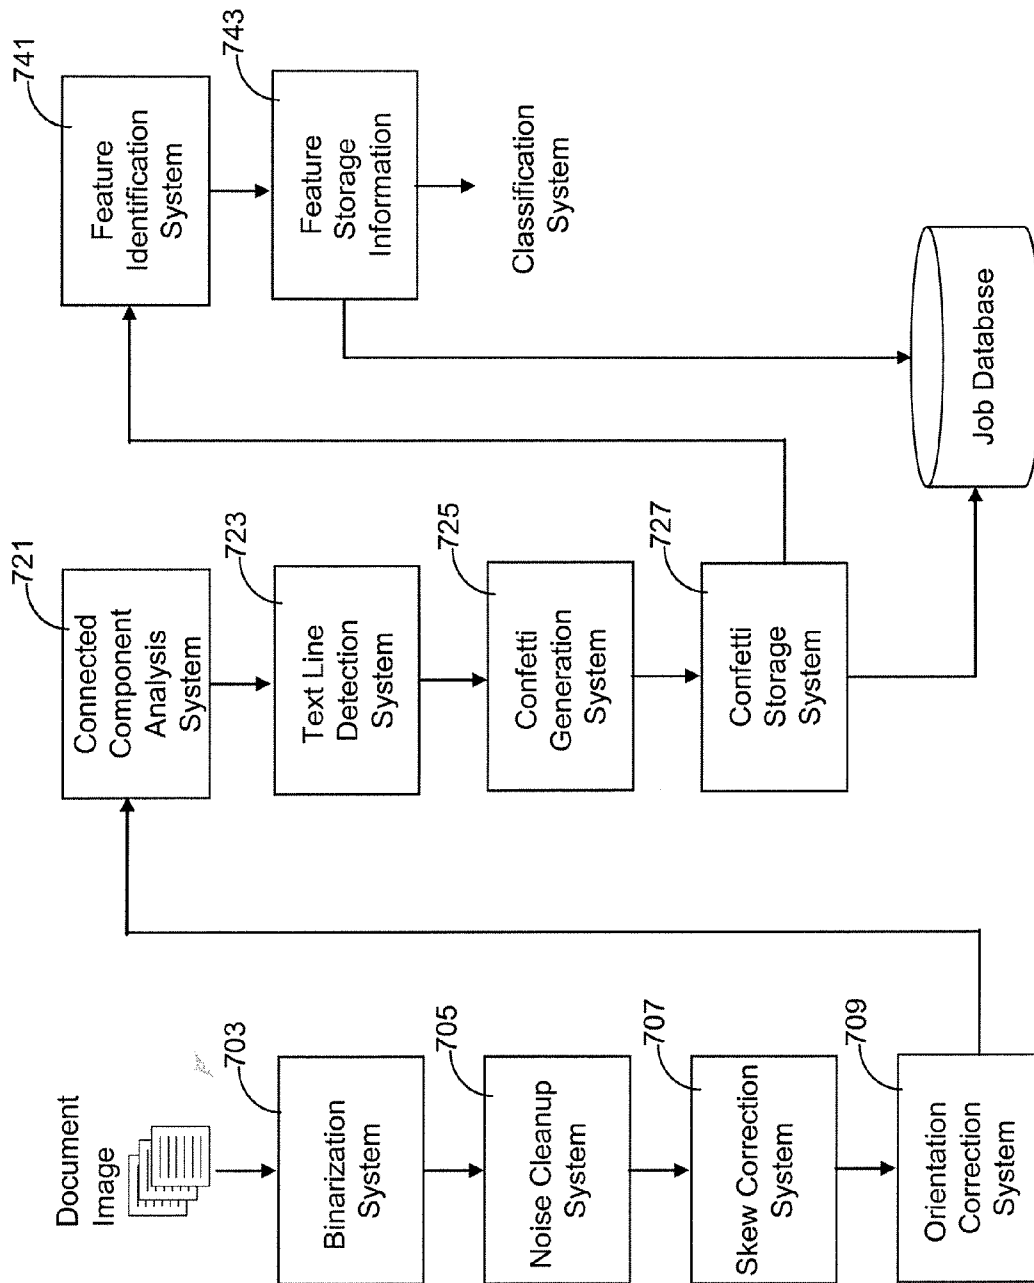 Document
Image
703
Binarization
System
705
Noise Cleanup
System
707
Skew Correction
System
709
Orientation
Correction
System
721
Connected
Component
Analysis
System
723
Text Line
Detection
System
725
Confetti
Generation
System
727
Confetti
Storage
System
741
Feature
Identification
System
743
Feature
Storage
Information
Classification
System
Job Database